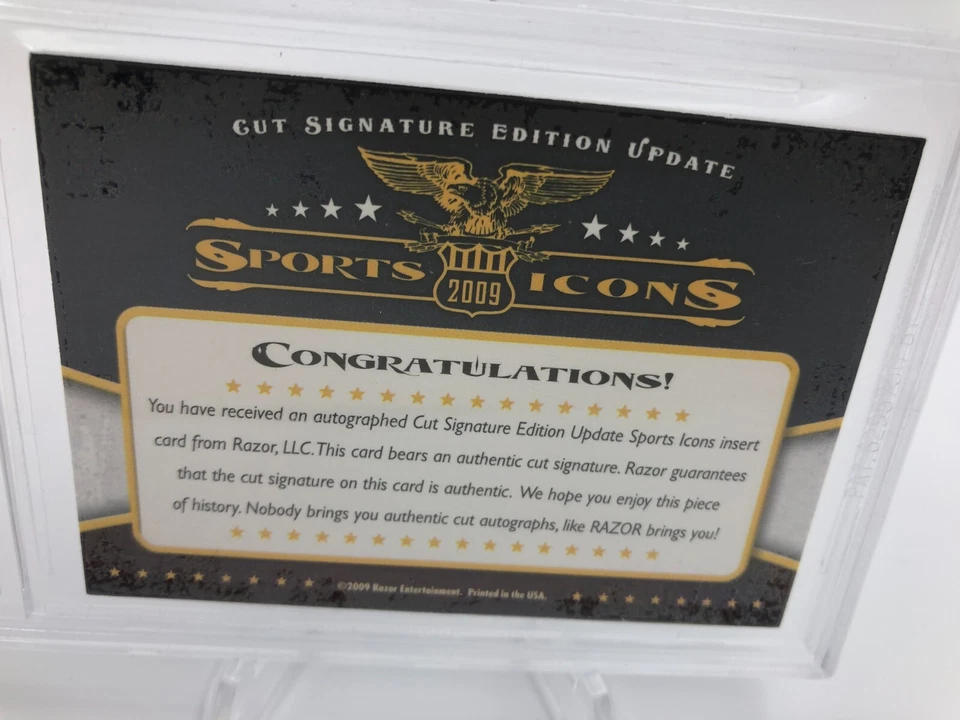 CUT SIGNATURE EDITION UPDATE
SPORTS 2009 ICONS
CONGRATULATIONS!
You have received an autographed Cut Signature Edition Update Sports Icons insert
card from Razor, LLC. This card bears an authentic cut signature. Razor guarantees
that the cut signature on this card is authentic. We hope you enjoy this piece
of history. Nobody brings you authentic cut autographs, like RAZOR brings you!
©2009 Razor Entertainment. Printed in the USA.